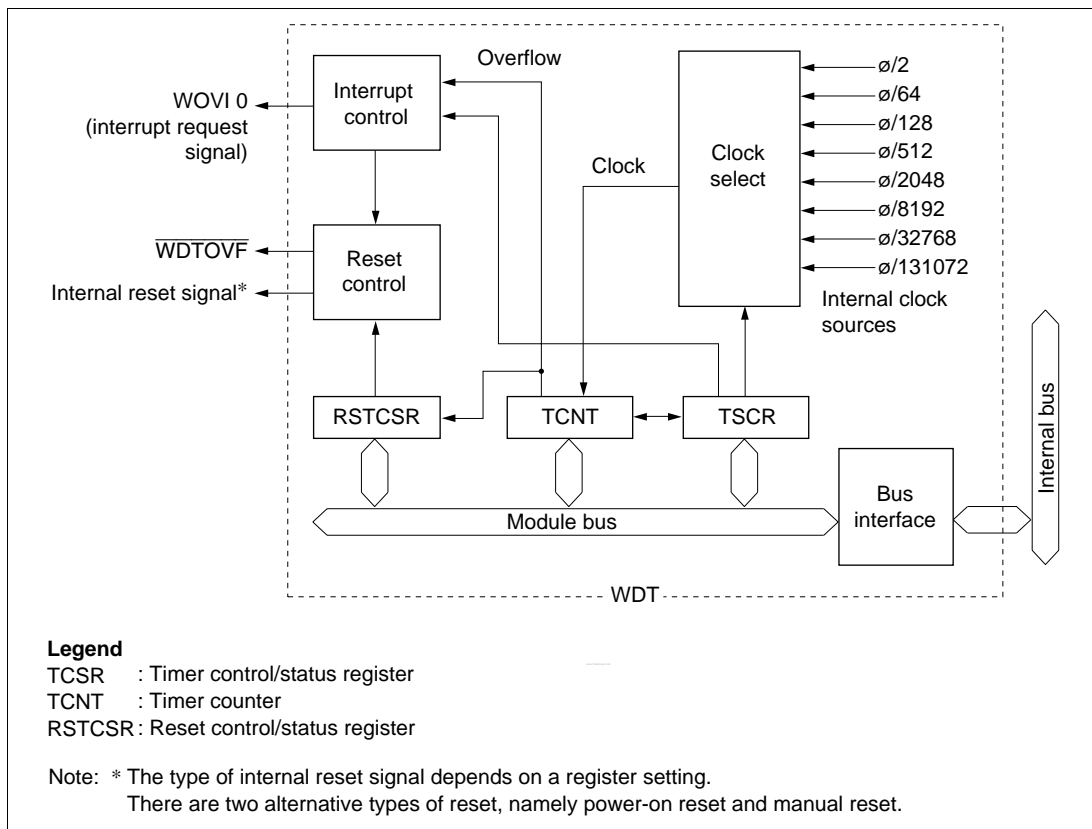 Overflow
Interrupt
control
WOVI 0
(interrupt request
signal)
Clock
Clock
select
ø/2
ø/64
ø/128
ø/512
ø/2048
ø/8192
ø/32768
ø/131072
Internal clock
sources
WDTOVF
Internal reset signal*
Reset
control
RSTCSR
TCNT
TSCR
Module bus
Bus
interface
Internal bus
WDT
Legend
TCSR : Timer control/status register
TCNT : Timer counter
RSTCSR : Reset control/status register
Note: * The type of internal reset signal depends on a register setting.
There are two alternative types of reset, namely power-on reset and manual reset.